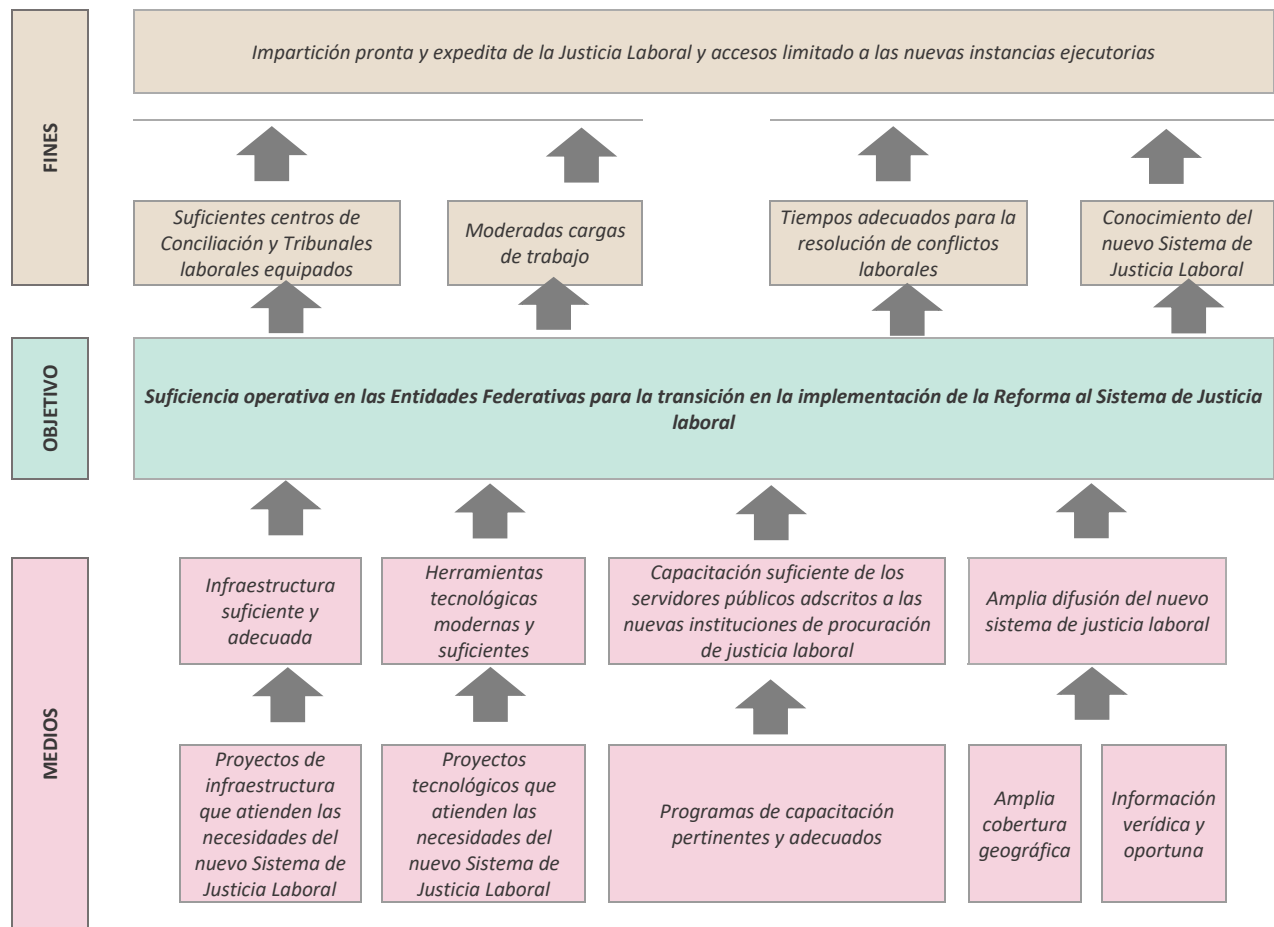 FINES
Impartición pronta y expedita de la Justicia Laboral y accesos limitado a las nuevas instancias ejecutorias
Suficientes centros de
Conciliación y Tribunales
laborales equipados
Moderadas cargas
de trabajo
Tiempos adecuados para la
resolución de conflictos
laborales
Conocimiento del
nuevo Sistema de
Justicia Laboral
OBJETIVO
Suficiencia operativa en las Entidades Federativas para la transición en la implementación de la Reforma al Sistema de Justicia
laboral
MEDIOS
Infraestructura
suficiente y
adecuada
Herramientas
tecnológicas
modernas y
suficientes
Capacitación suficiente de los
servidores públicos adscritos a las
nuevas instituciones de procuración
de justicia laboral
Amplia difusión del nuevo
sistema de justicia laboral
Proyectos de
infraestructura
que atienden las
necesidades del
nuevo Sistema de
Justicia Laboral
Proyectos
tecnológicos que
atienden las
necesidades del
nuevo Sistema de
Justicia Laboral
Programas de capacitación
pertinentes y adecuados
Amplia
cobertura
geográfica
Información
verídica y
oportuna